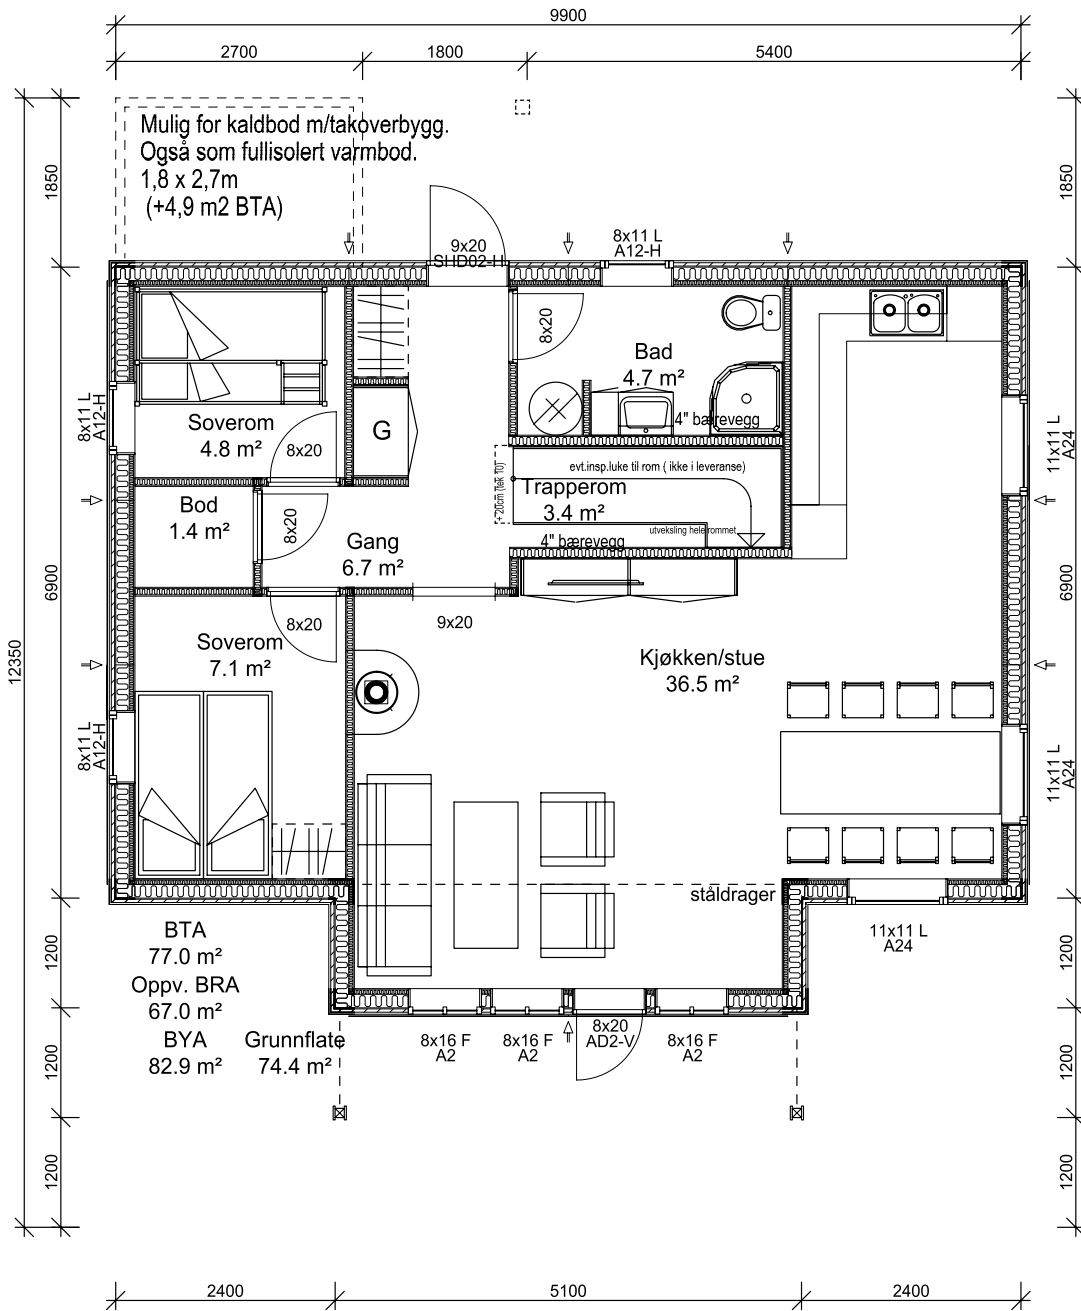 9900
2700
1800
5400
Mulig for kaldbod m/takoverbygg.
Også som fullisolert varmbod.
1,8 x 2,7m
(+4,9 m2 BTA)
1850
1850
9x20
SHD02-H
8x11 L
A12-H
8x20
Bad
4.7 m²
4" bærevegg
8x11 L
A12-H
Soverom
4.8 m²
8x20
G
11x11 L
A24
evt.insp.luke til rom ( ikke i leveranse)
+ 20cm (tek 10)
Trapperom
3.4 m²
utveksling hele rommet
4" bærevegg
Bod
1.4 m²
8x20
Gang
6.7 m²
6900
6900
12350
8x20
9x20
Soverom
7.1 m²
Kjøkken/stue
36.5 m²
8x11 L
A12-H
11x11 L
A24
ståldrager
11x11 L
A24
BTA
77.0 m²
Oppv. BRA
67.0 m²
BYA
82.9 m²
Grunnflate
74.4 m²
1200
1200
8x16 F
A2
8x16 F
A2
8x20
AD2-V
8x16 F
A2
1200
1200
1200
1200
2400
5100
2400